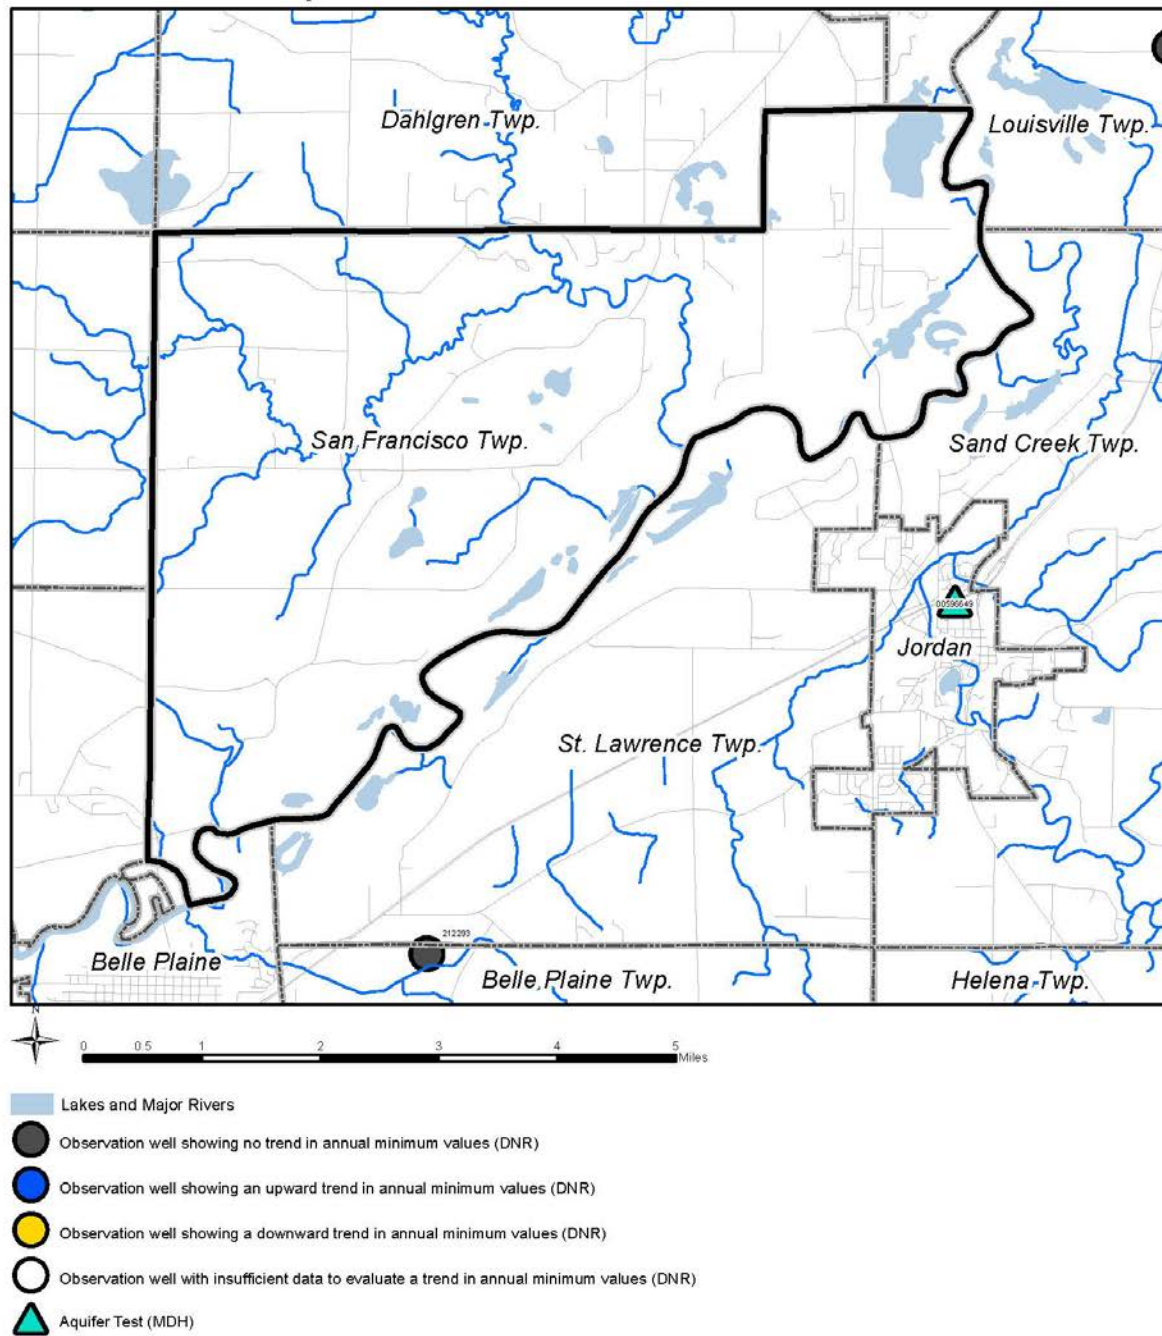 Dahlgren Twp.
Louisville Twp.
San Francisco Twp.
Sand Creek Twp.
00596649
Jordan
St. Lawrence Twp.
212293
Belle Plaine
Belle Plaine Twp.
Helena Twp.
N
0 0.5 1 2 3 4 5
Miles
Lakes and Major Rivers
Observation well showing no trend in annual minimum values (DNR)
Observation well showing an upward trend in annual minimum values (DNR)
Observation well showing a downward trend in annual minimum values (DNR)
Observation well with insufficient data to evaluate a trend in annual minimum values (DNR)
Aquifer Test (MDH)